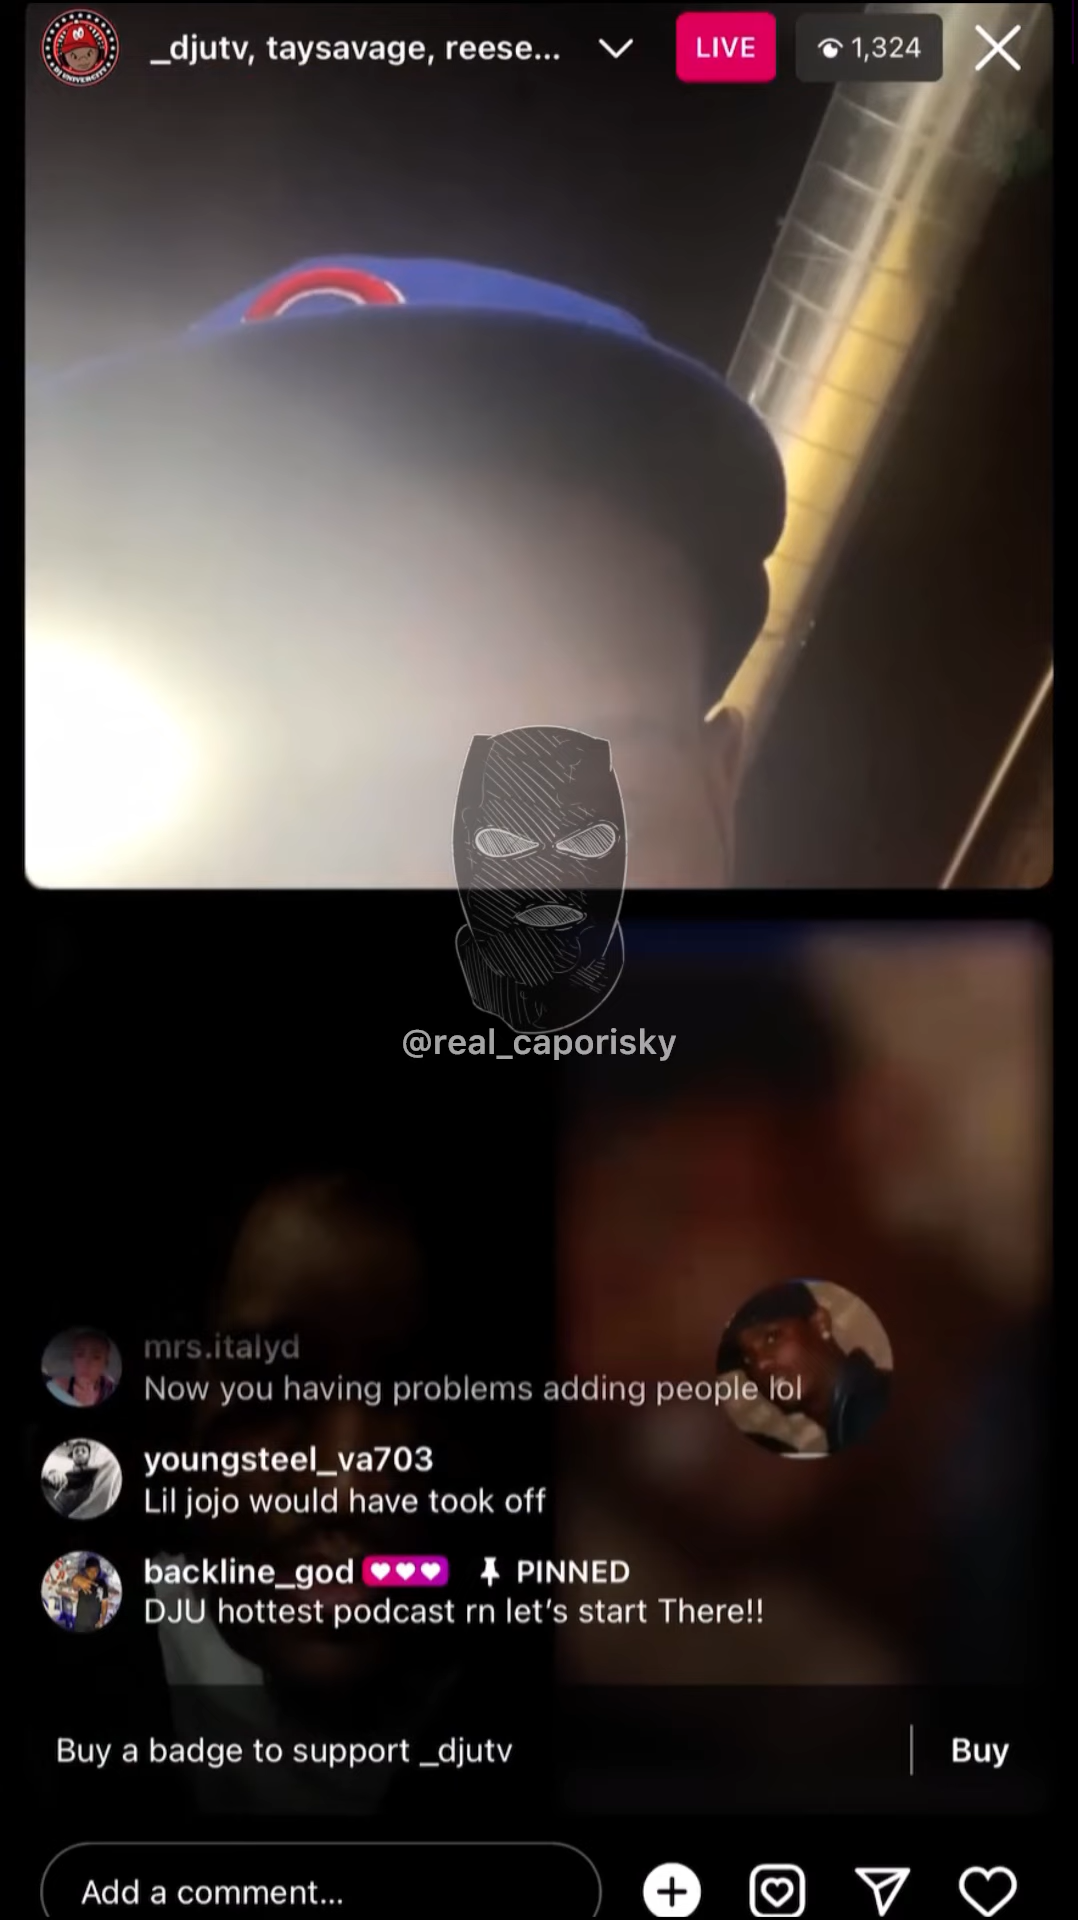 _djutv, taysavage, reese...
LIVE
1,324
@real_caporisky
mrs.italyd
Now you having problems adding people lol
youngsteel_va703
Lil jojo would have took off
backline_god PINNED
DJU hottest podcast rn let's start There!!
Buy a badge to support _djutv
Buy
Add a comment...